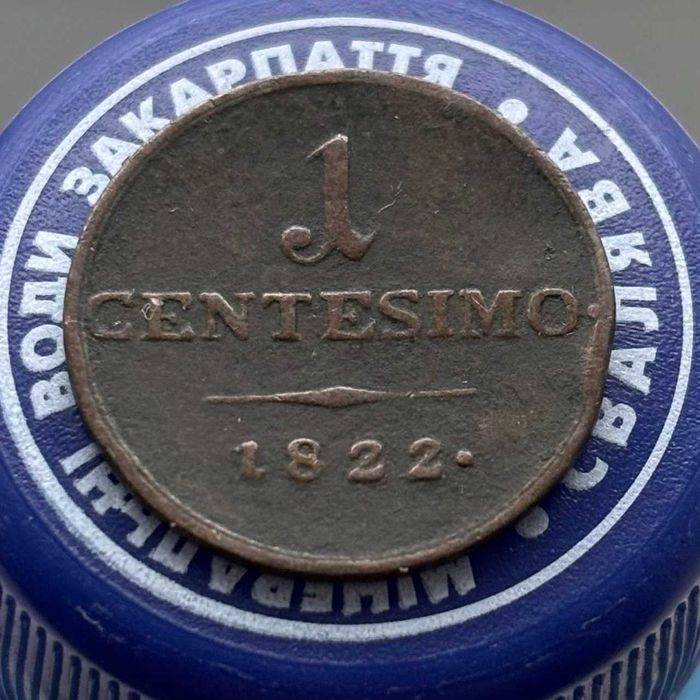 1
CENTESIMO·
1822·
МІНЕРАЛЬНІ ВОДИ ЗАКАРПАТТЯ • СВАЛЯВА •